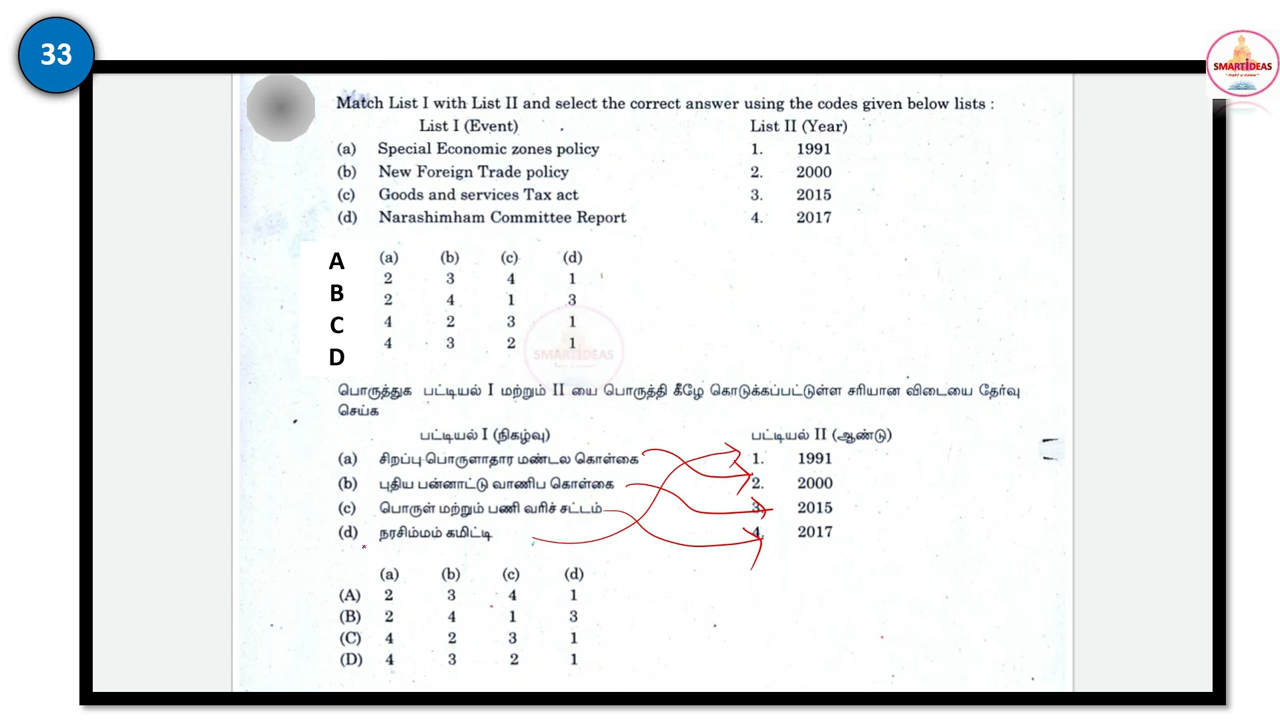 33
SMARTIDEAS
Match List I with List II and select the correct answer using the codes given below lists :
List I (Event) List II (Year)
(a) Special Economic zones policy 1. 1991
(b) New Foreign Trade policy 2. 2000
(c) Goods and services Tax act 3. 2015
(d) Narashimham Committee Report 4. 2017
A (a) (b) (c) (d)
2 3 4 1
B 2 4 1 3
C 4 2 3 1
D 4 3 2 1
SMARTIDEAS
பொருத்துக பட்டியல் I மற்றும் II யை பொருத்தி கீழே கொடுக்கப்பட்டுள்ள சரியான விடையை தேர்வு
செய்க
பட்டியல் I (நிகழ்வு) பட்டியல் II (ஆண்டு)
(a) சிறப்பு பொருளாதார மண்டல கொள்கை 1. 1991
(b) புதிய பன்னாட்டு வாணிப கொள்கை 2. 2000
(c) பொருள் மற்றும் பணி வரிச் சட்டம் 3. 2015
(d) நரசிம்மம் கமிட்டி 4. 2017
(a) (b) (c) (d)
(A) 2 3 4 1
(B) 2 4 1 3
(C) 4 2 3 1
(D) 4 3 2 1